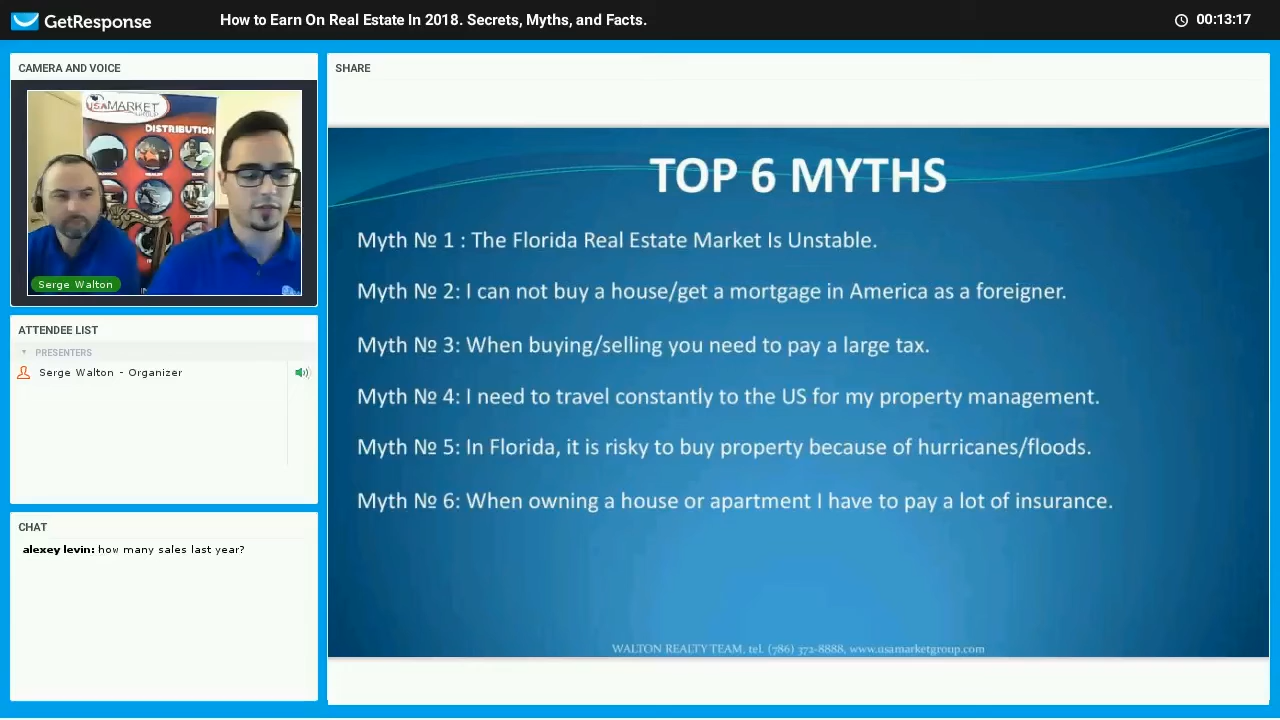 GetResponse
How to Earn On Real Estate In 2018. Secrets, Myths, and Facts.
00:13:17
CAMERA AND VOICE
USAMARKET
GROUP
DISTRIBUTION
Serge Walton
ATTENDEE LIST
PRESENTERS
Serge Walton - Organizer
CHAT
alexey levin: how many sales last year?
SHARE
TOP 6 MYTHS
Myth № 1 : The Florida Real Estate Market Is Unstable.
Myth № 2: I can not buy a house/get a mortgage in America as a foreigner.
Myth № 3: When buying/selling you need to pay a large tax.
Myth № 4: I need to travel constantly to the US for my property management.
Myth № 5: In Florida, it is risky to buy property because of hurricanes/floods.
Myth № 6: When owning a house or apartment I have to pay a lot of insurance.
WALTON REALTY TEAM, tel. (786) 372-8888, www.usamarketgroup.com